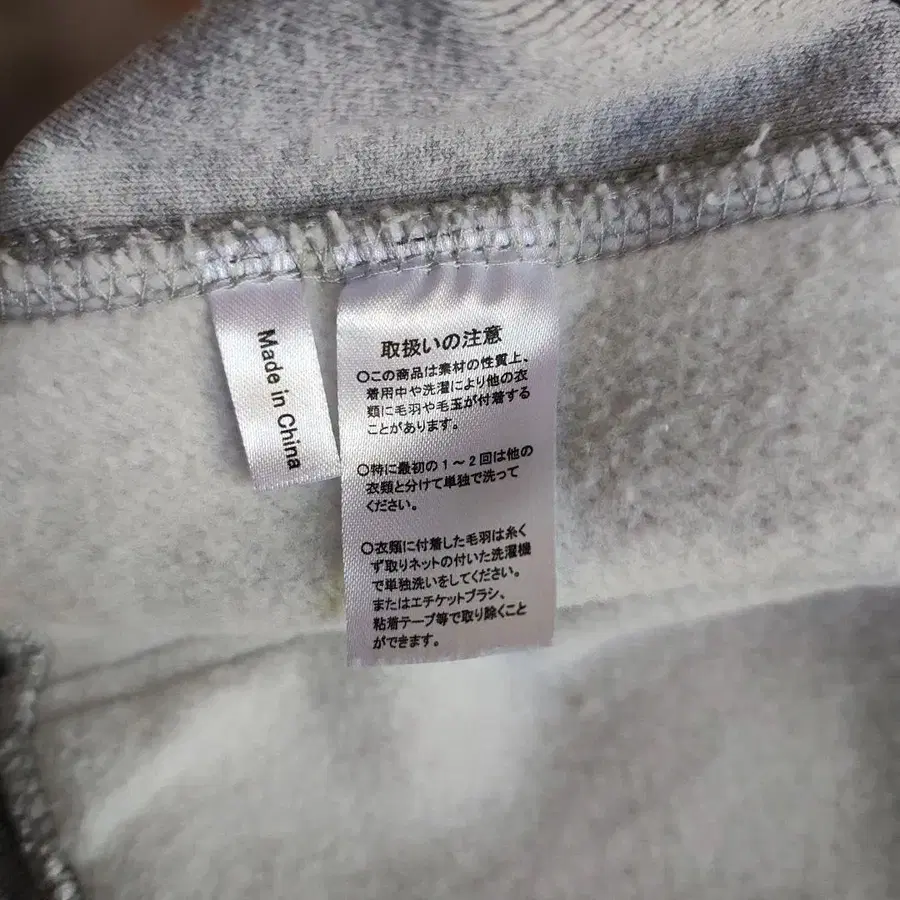 Made in China
取扱いの注意
○この商品は素材の性質上、
着用中や洗濯により他の衣
類に毛羽や毛玉が付着する
ことがあります。
○特に最初の1～2回は他の
衣類と分けて単独で洗って
ください。
○衣類に付着した毛羽は糸く
ず取りネットの付いた洗濯機
で単独洗いをしてください。
またはエチケットブラシ、
粘着テープ等で取り除くこと
ができます。